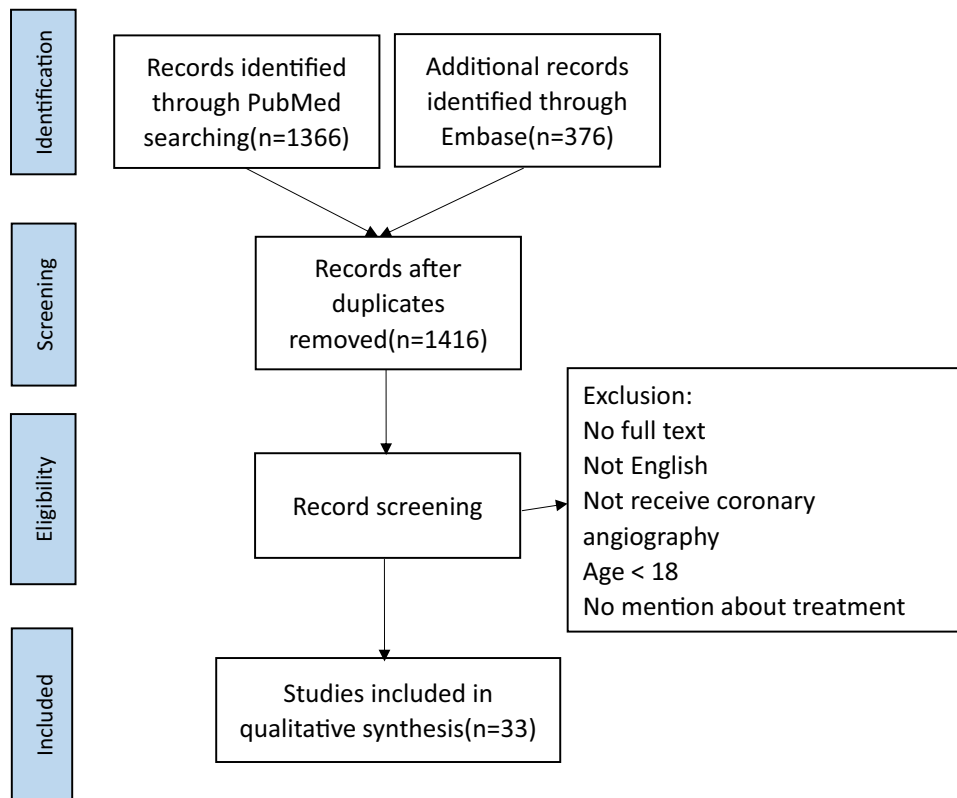 Identification
Records identified
through PubMed
searching(n=1366)
Additional records
identified through
Embase(n=376)
Screening
Records after
duplicates
removed(n=1416)
Eligibility
Record screening
Exclusion:
No full text
Not English
Not receive coronary
angiography
Age < 18
No mention about treatment
Included
Studies included in
qualitative synthesis(n=33)